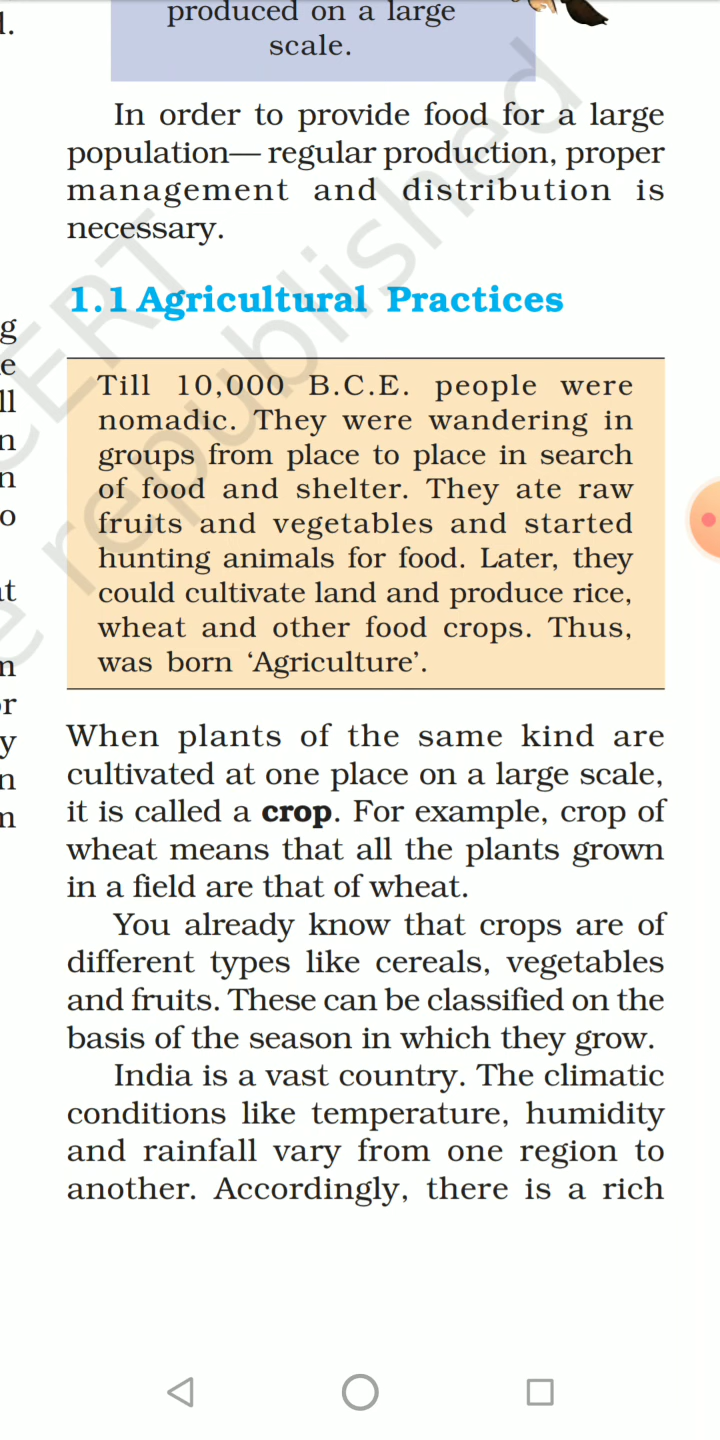 produced on a large
scale.
In order to provide food for a large
population— regular production, proper
management and distribution is
necessary.
1.1 Agricultural Practices
Till 10,000 B.C.E. people were
nomadic. They were wandering in
groups from place to place in search
of food and shelter. They ate raw
fruits and vegetables and started
hunting animals for food. Later, they
could cultivate land and produce rice,
wheat and other food crops. Thus,
was born ‘Agriculture’.
When plants of the same kind are
cultivated at one place on a large scale,
it is called a crop. For example, crop of
wheat means that all the plants grown
in a field are that of wheat.
You already know that crops are of
different types like cereals, vegetables
and fruits. These can be classified on the
basis of the season in which they grow.
India is a vast country. The climatic
conditions like temperature, humidity
and rainfall vary from one region to
another. Accordingly, there is a rich
republished